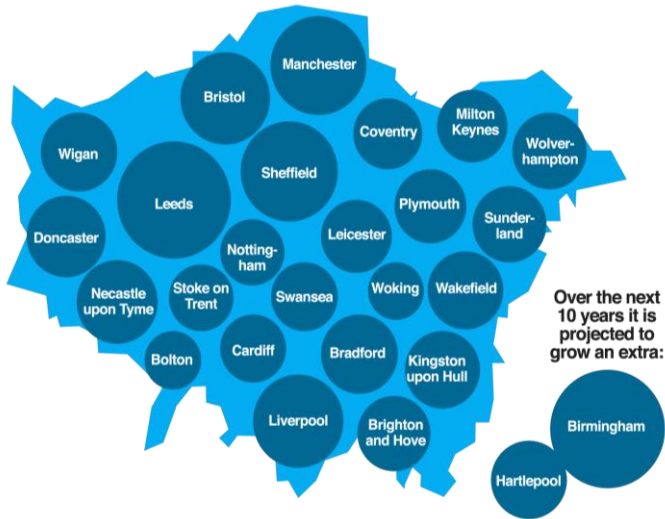 Manchester
Bristol
Milton
Keynes
Coventry
Wolver-
hampton
Wigan
Sheffield
Leeds
Plymouth
Sunder-
land
Doncaster
Leicester
Notting-
ham
Necastle
upon Tyme
Stoke on
Trent
Swansea
Woking
Wakefield
Over the next
10 years it is
projected to
grow an extra:
Bolton
Cardiff
Bradford
Kingston
upon Hull
Liverpool
Brighton
and Hove
Birmingham
Hartlepool